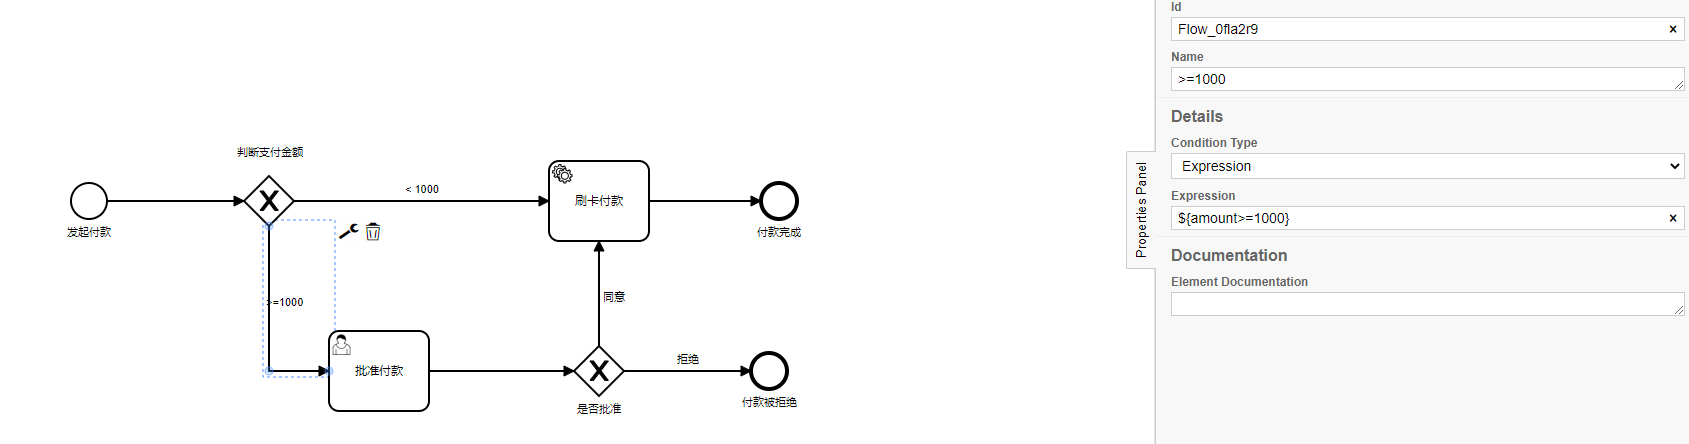 判断支付金额
< 1000
刷卡付款
发起付款
付款完成
>=1000
同意
批准付款
拒绝
是否批准
付款被拒绝
Properties Panel
Id
Flow_0fla2r9
×
Name
>=1000
Details
Condition Type
Expression
Expression
${amount>=1000}
×
Documentation
Element Documentation